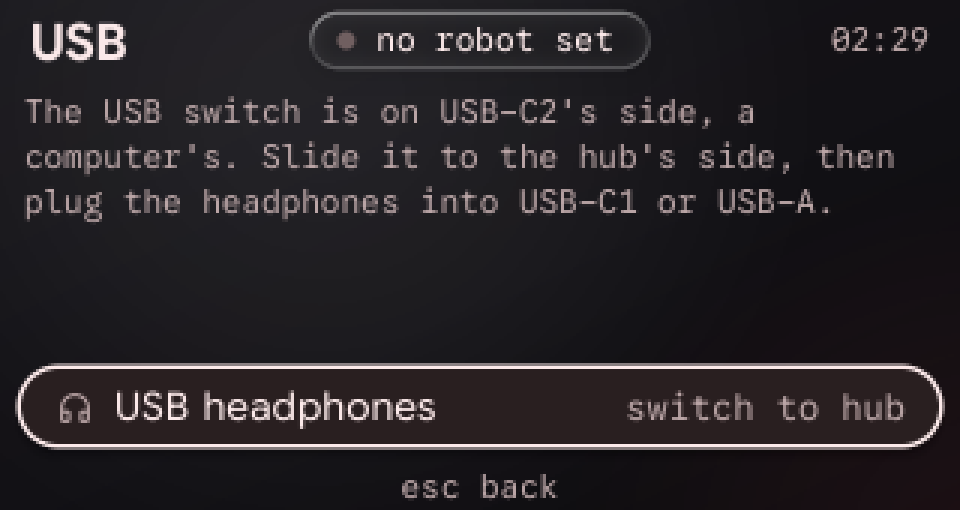 USB
no robot set
02:29
The USB switch is on USB-C2's side, a
computer's. Slide it to the hub's side, then
plug the headphones into USB-C1 or USB-A.
USB headphones
switch to hub
esc back